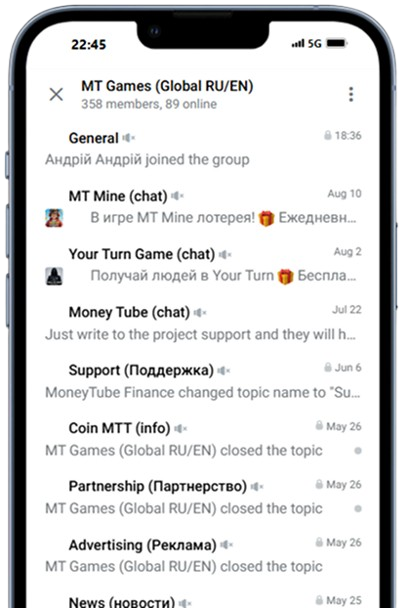 22:45
5G
MT Games (Global RU/EN)
358 members, 89 online
General
18:36
Андрій Андрій joined the group
MT Mine (chat)
Aug 10
В игре MT Mine лотерея! 🎁 Ежедневн...
Your Turn Game (chat)
Aug 2
Получай людей в Your Turn 🎁 Беспла...
Money Tube (chat)
Jul 22
Just write to the project support and they will h...
Support (Поддержка)
Jun 6
MoneyTube Finance changed topic name to "Su...
Coin MTT (info)
May 26
MT Games (Global RU/EN) closed the topic
Partnership (Партнерство)
May 26
MT Games (Global RU/EN) closed the topic
Advertising (Реклама)
May 26
MT Games (Global RU/EN) closed the topic
News (новости)
May 25